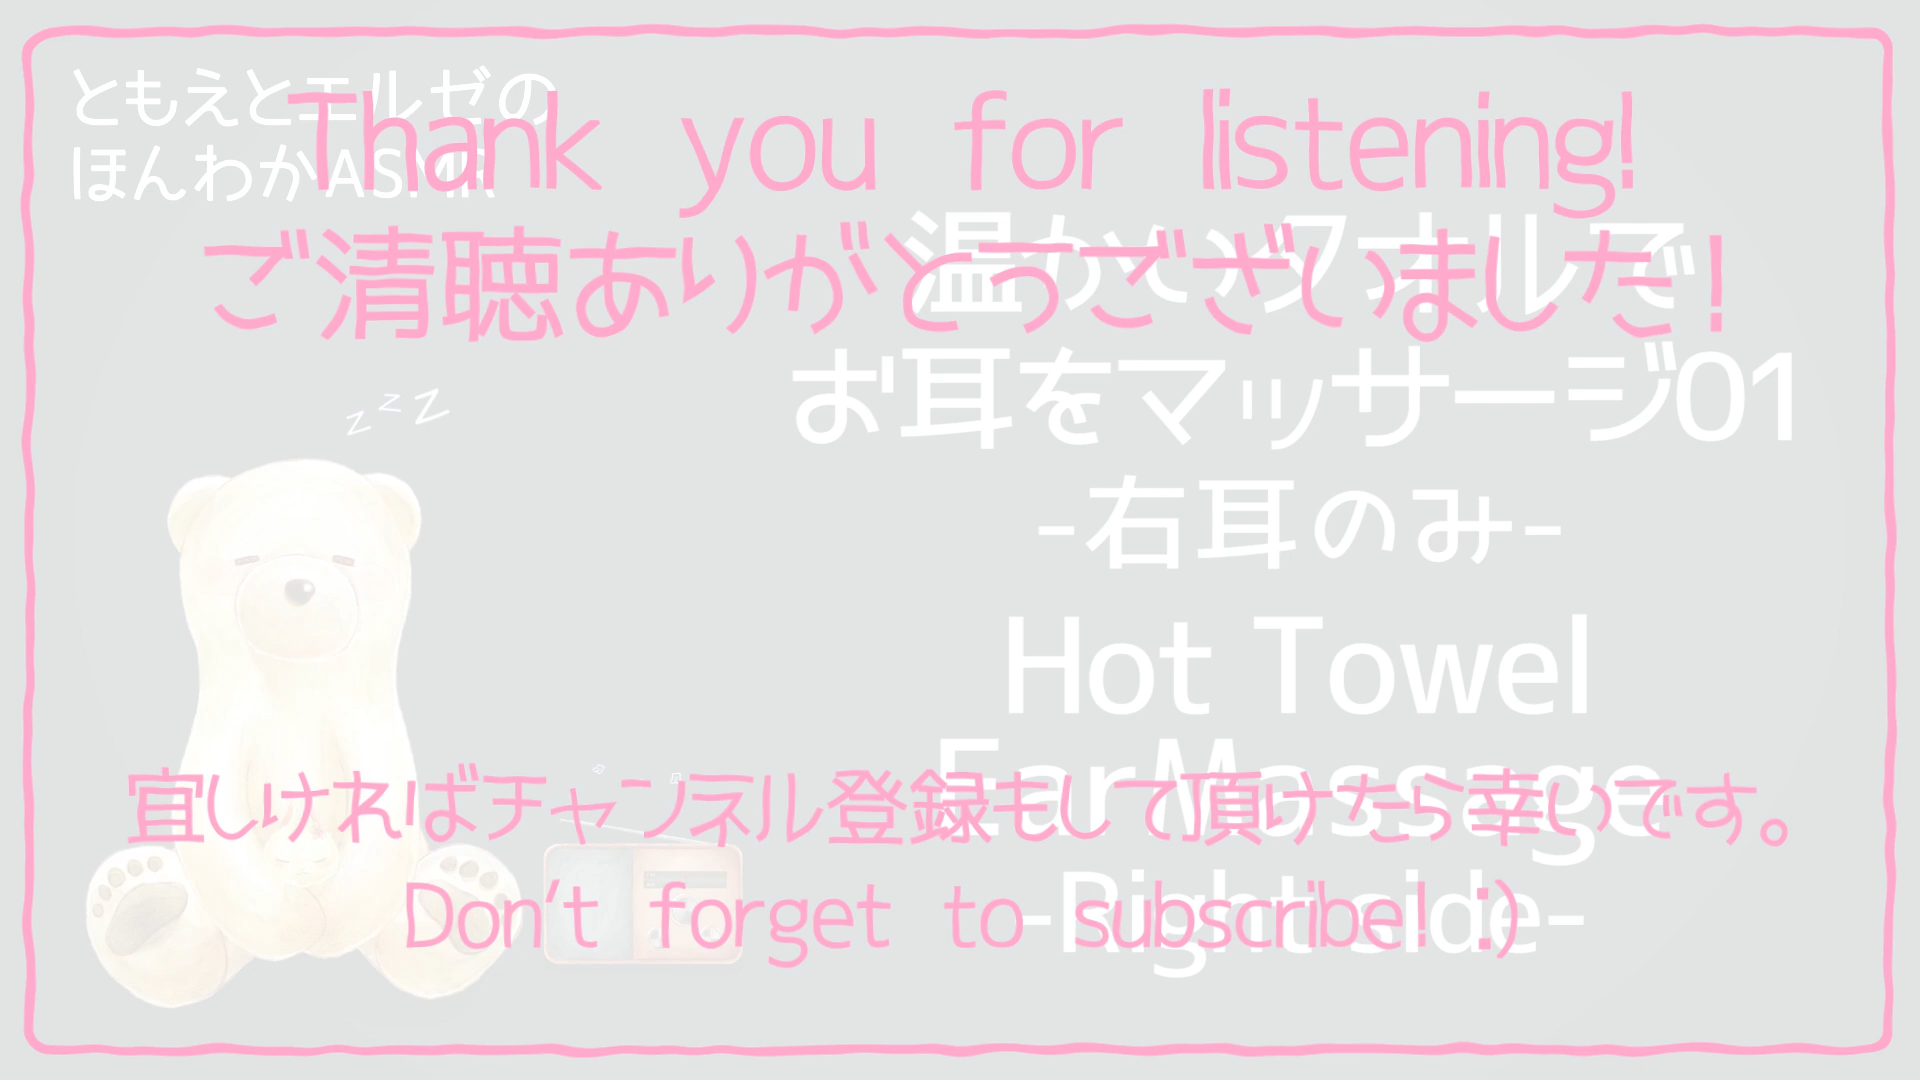 ともえとエルゼの
ほんわかASMR
Thank you for listening!
ご清聴ありがとうございました!
温かいタオルで
お耳をマッサージ01
-右耳のみ-
zzz
Hot Towel
Ear Massage
-Right side-
宜しければチャンネル登録もして頂けたら幸いです。
Don't forget to subscribe! :)